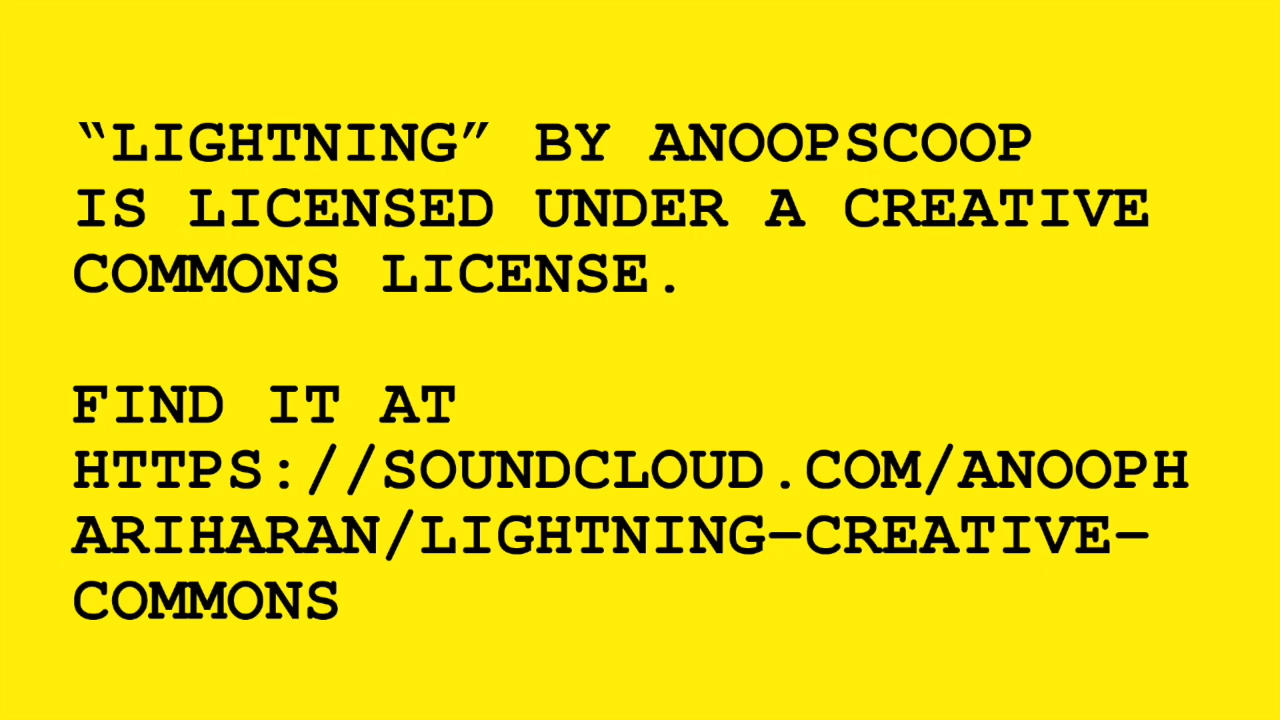 “LIGHTNING” BY ANOOPSCOOP
IS LICENSED UNDER A CREATIVE
COMMONS LICENSE.
FIND IT AT
HTTPS://SOUNDCLOUD.COM/ANOOPH
ARIHARAN/LIGHTNING—CREATIVE—
COMMONS